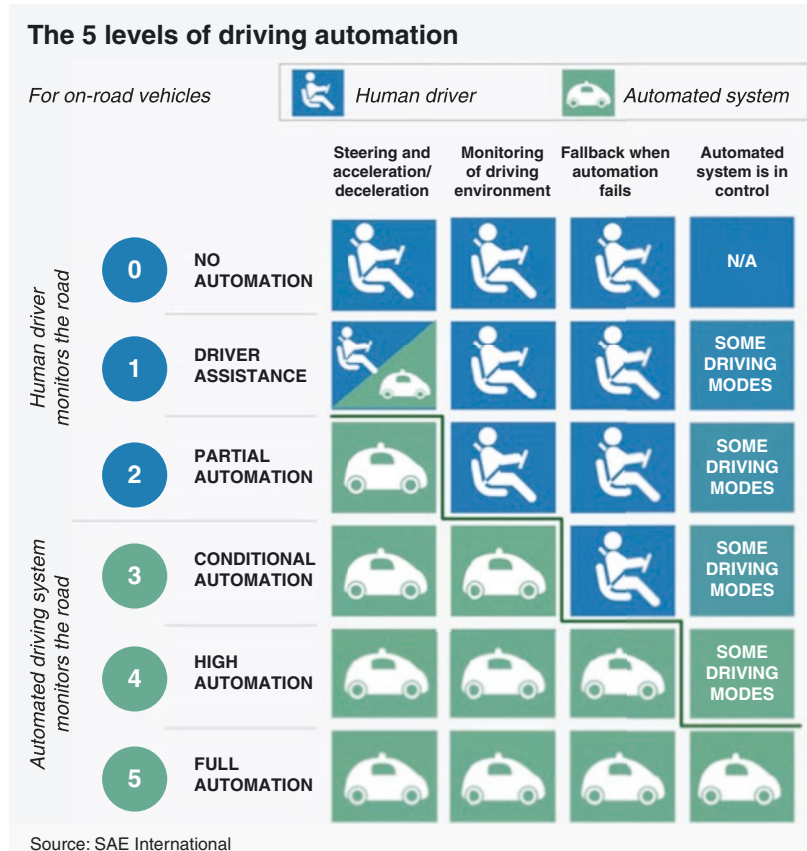 The 5 levels of driving automation
For on-road vehicles
Human driver
Automated system
Steering and
acceleration/
deceleration
Monitoring
of driving
environment
Fallback when
automation
fails
Automated
system is in
control
Human driver
monitors the road
0
NO
AUTOMATION
N/A
1
DRIVER
ASSISTANCE
SOME
DRIVING
MODES
2
PARTIAL
AUTOMATION
SOME
DRIVING
MODES
Automated driving system
monitors the road
3
CONDITIONAL
AUTOMATION
SOME
DRIVING
MODES
4
HIGH
AUTOMATION
SOME
DRIVING
MODES
5
FULL
AUTOMATION
Source: SAE International